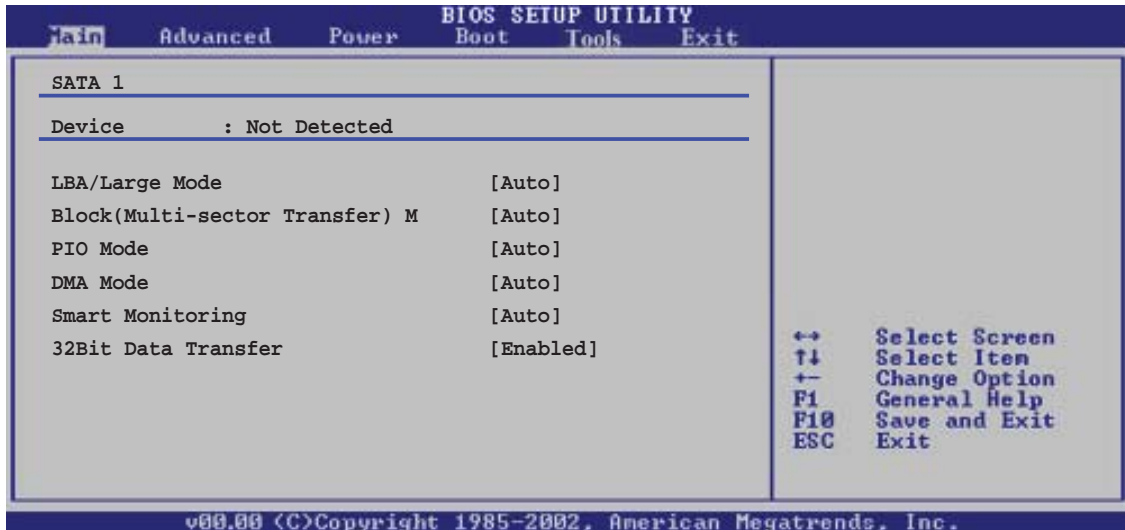 BIOS SETUP UTILITY
Main Advanced Power Boot Tools Exit
SATA 1
Device : Not Detected
LBA/Large Mode [Auto]
Block(Multi-sector Transfer) M [Auto]
PIO Mode [Auto]
DMA Mode [Auto]
Smart Monitoring [Auto]
32Bit Data Transfer [Enabled]
←→ Select Screen
↑↓ Select Item
+- Change Option
F1 General Help
F10 Save and Exit
ESC Exit
v00.00 (C)Copyright 1985-2002, American Megatrends, Inc.